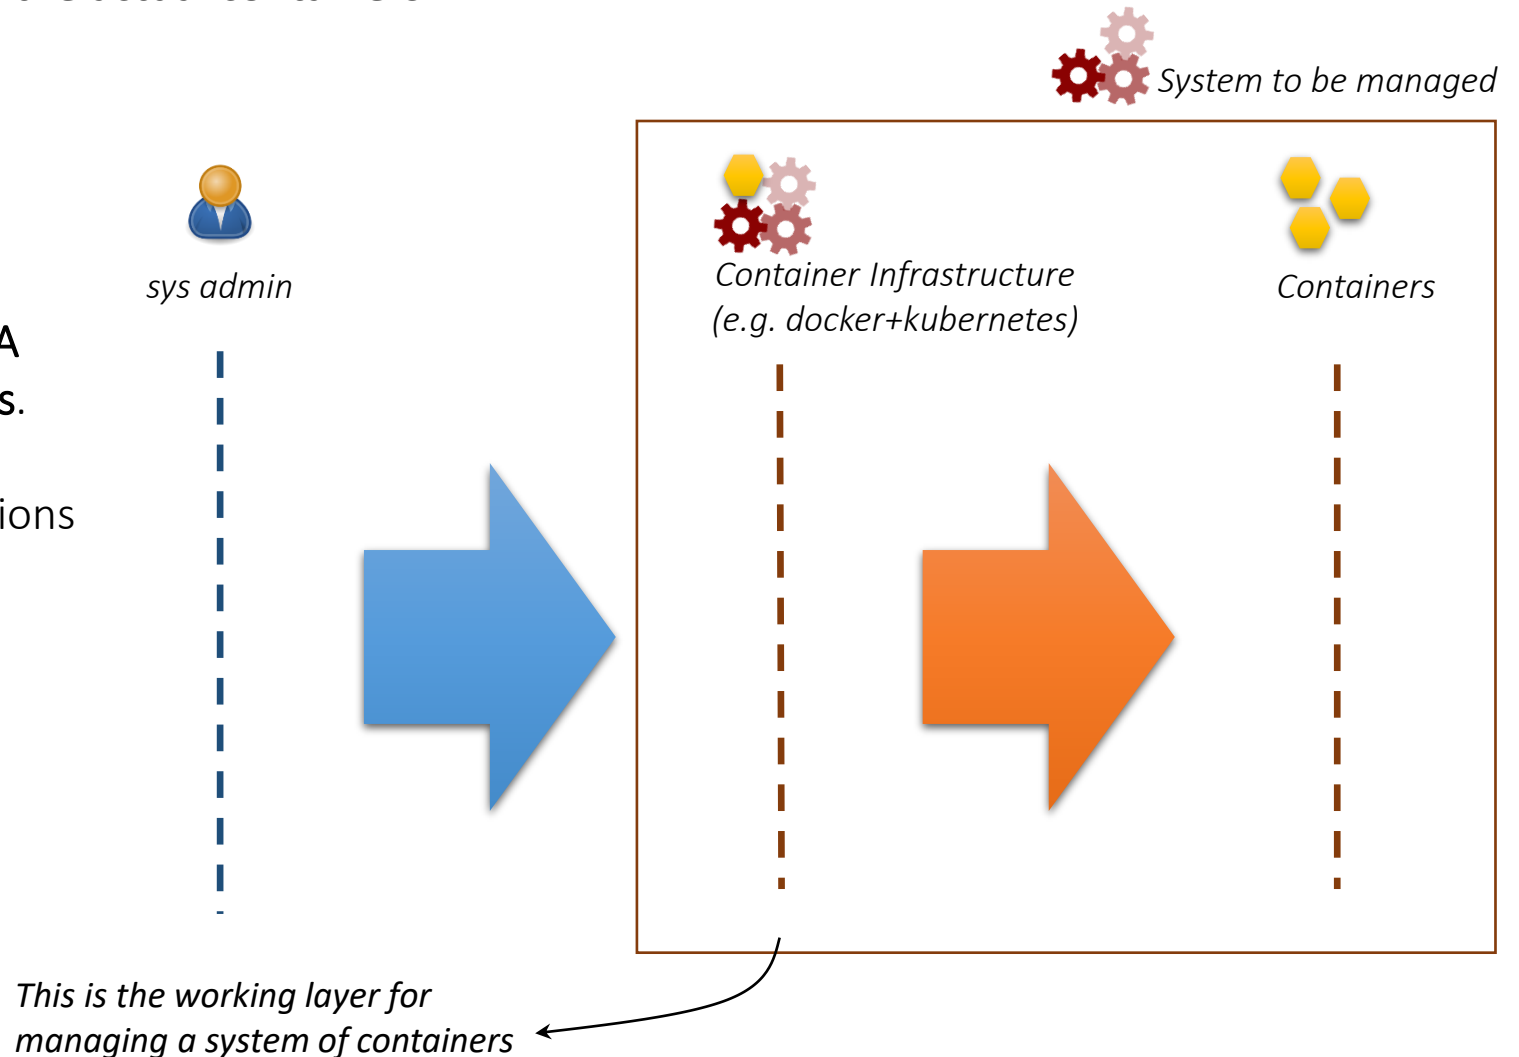 System to be managed
sys admin
Container Infrastructure
(e.g. docker+kubernetes)
Containers
A
s.
ions
This is the working layer for
managing a system of containers